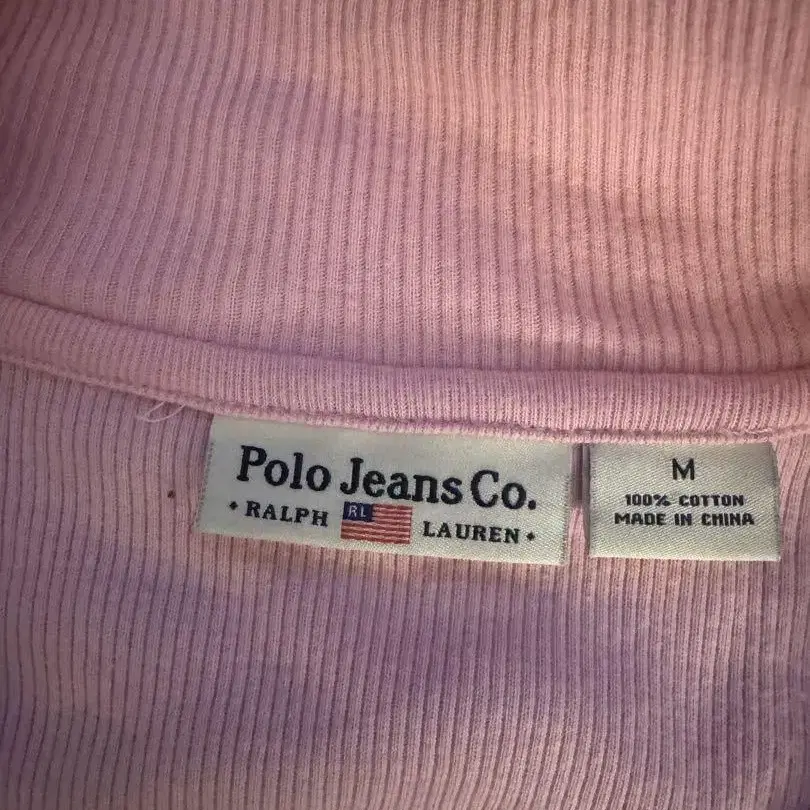 Polo Jeans Co.
• RALPH RL LAUREN •
M
100% COTTON
MADE IN CHINA